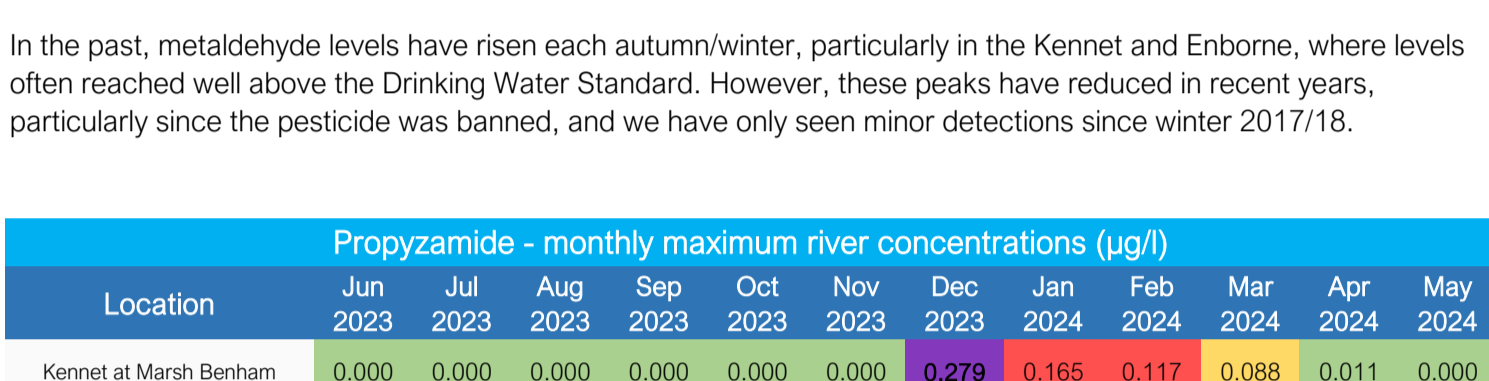 In the past, metaldehyde levels have risen each autumn/winter, particularly in the Kennet and Enborne, where levels
often reached well above the Drinking Water Standard. However, these peaks have reduced in recent years,
particularly since the pesticide was banned, and we have only seen minor detections since winter 2017/18.
Propyzamide - monthly maximum river concentrations (µg/l)
Location Jun 2023 Jul 2023 Aug 2023 Sep 2023 Oct 2023 Nov 2023 Dec 2023 Jan 2024 Feb 2024 Mar 2024 Apr 2024 May 2024
Kennet at Marsh Benham 0.000 0.000 0.000 0.000 0.000 0.000 0.279 0.165 0.117 0.088 0.011 0.000